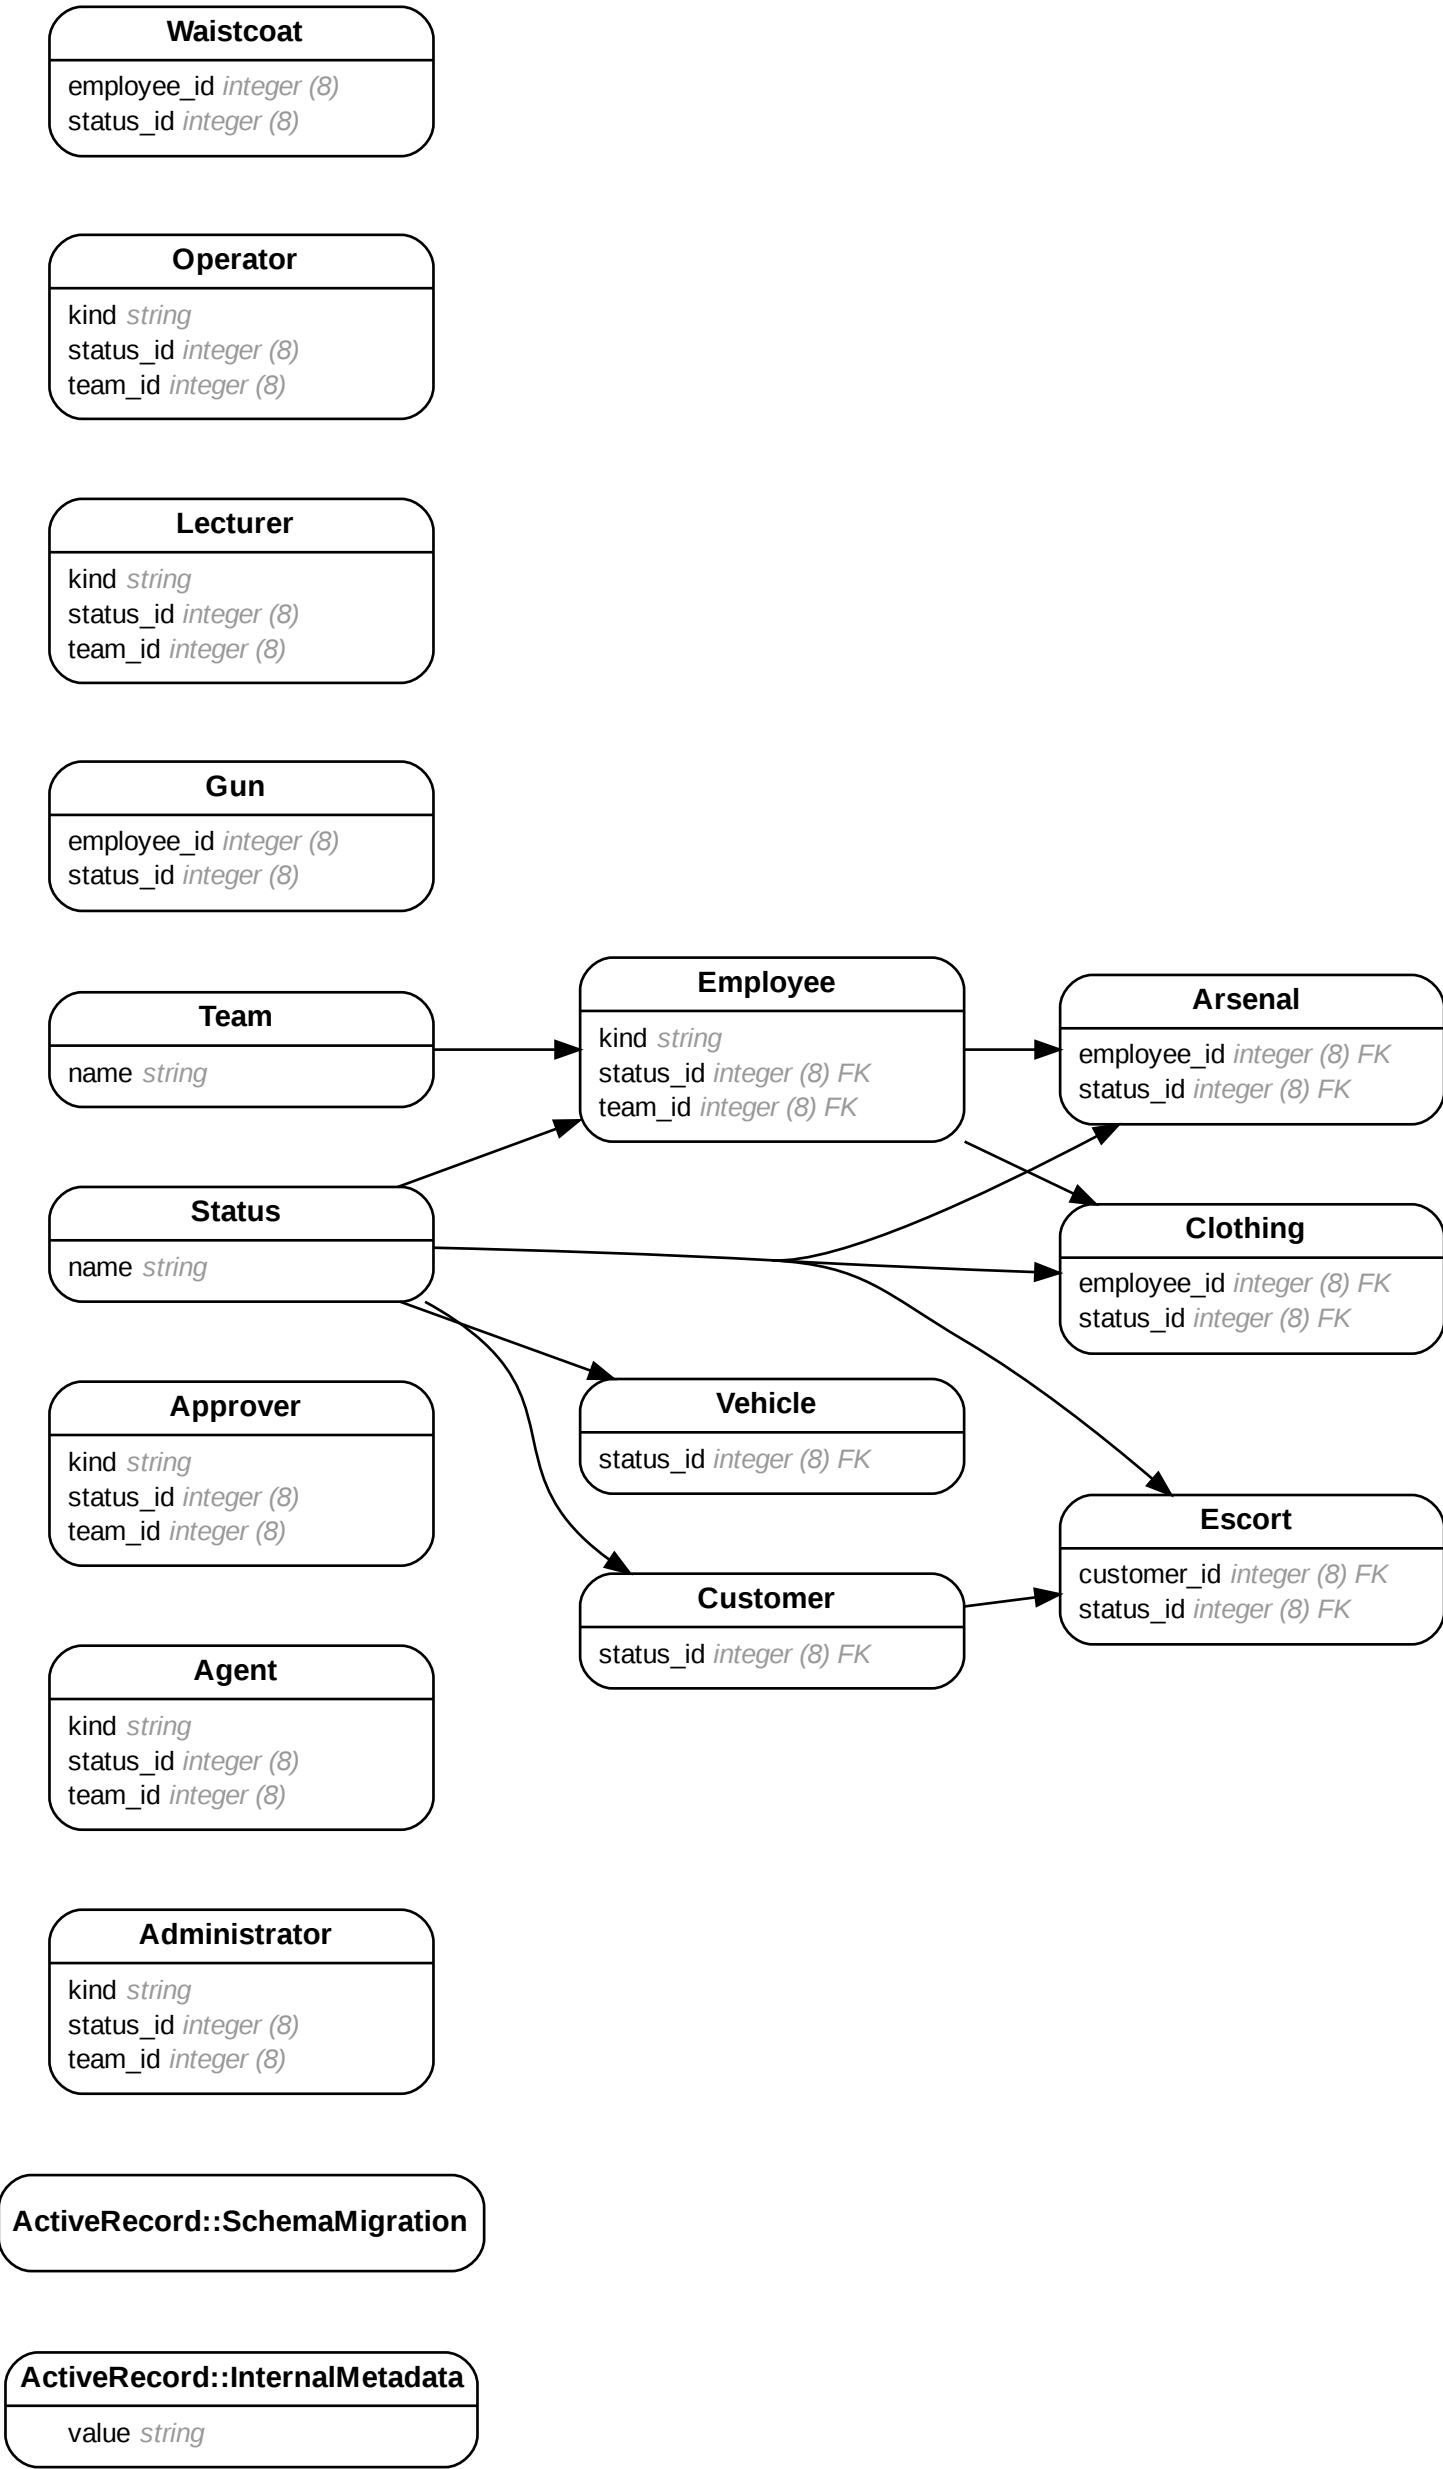 Waistcoat
employee_id integer (8)
status_id integer (8)
Operator
kind string
status_id integer (8)
team_id integer (8)
Lecturer
kind string
status_id integer (8)
team_id integer (8)
Gun
employee_id integer (8)
status_id integer (8)
Team
name string
Employee
kind string
status_id integer (8) FK
team_id integer (8) FK
Arsenal
employee_id integer (8) FK
status_id integer (8) FK
Status
name string
Clothing
employee_id integer (8) FK
status_id integer (8) FK
Vehicle
status_id integer (8) FK
Approver
kind string
status_id integer (8)
team_id integer (8)
Customer
status_id integer (8) FK
Escort
customer_id integer (8) FK
status_id integer (8) FK
Agent
kind string
status_id integer (8)
team_id integer (8)
Administrator
kind string
status_id integer (8)
team_id integer (8)
ActiveRecord::SchemaMigration
ActiveRecord::InternalMetadata
value string